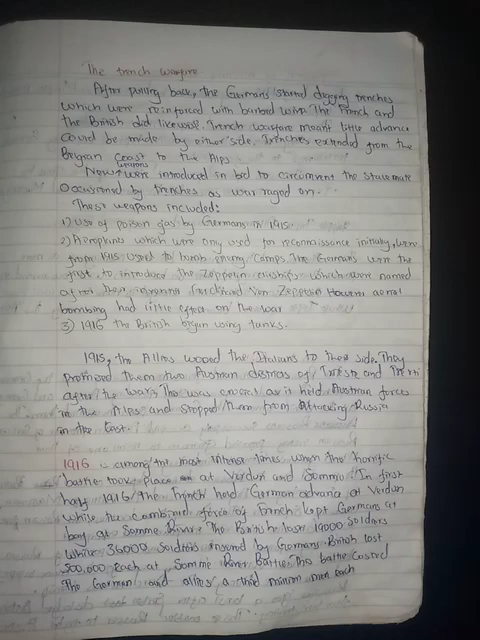 The trench warfare
After pulling back, the Germans started digging trenches
which were reinforced with barbed wire. The French and
the British did likewise. Trench warfare meant little advance
could be made by either side. Trenches extended from the
Belgian coast to the Alps
Now weapons were introduced in bid to circumvent the stalemate
Occasioned by trenches as war raged on.
These weapons included:
1) Use of poison gas by Germans in 1915.
2) Aeroplanes which were only used for reconnaissance initially, were
from 1915 used to bomb enemy camps. The Germans were the
first to introduce the Zeppelin airships which were named
after their inventor Ferdinand Von Zeppelin However aerial
bombing had little effect on the war
3) 1916 the British began using tanks.
1915, the Allies wooed the Italians to their side. They
promised them two Austrian districts of Trieste and
after the war. This was crucial as it held Austrian forces
in the Alps and stopped them from Attacking Russia
in the East.
1916 - among the most intense times when the horrific
battle took place at Verdun and Somme. In first
half 1916 the French held German advance at Verdun
while the combined force of French kept Germans at
bay at Somme River. The British lost 19000 soldiers
While 36000 soldiers injured by Germans. British lost
500,000 each at Somme River Battle. The battle costed
The German and allies a third million men each